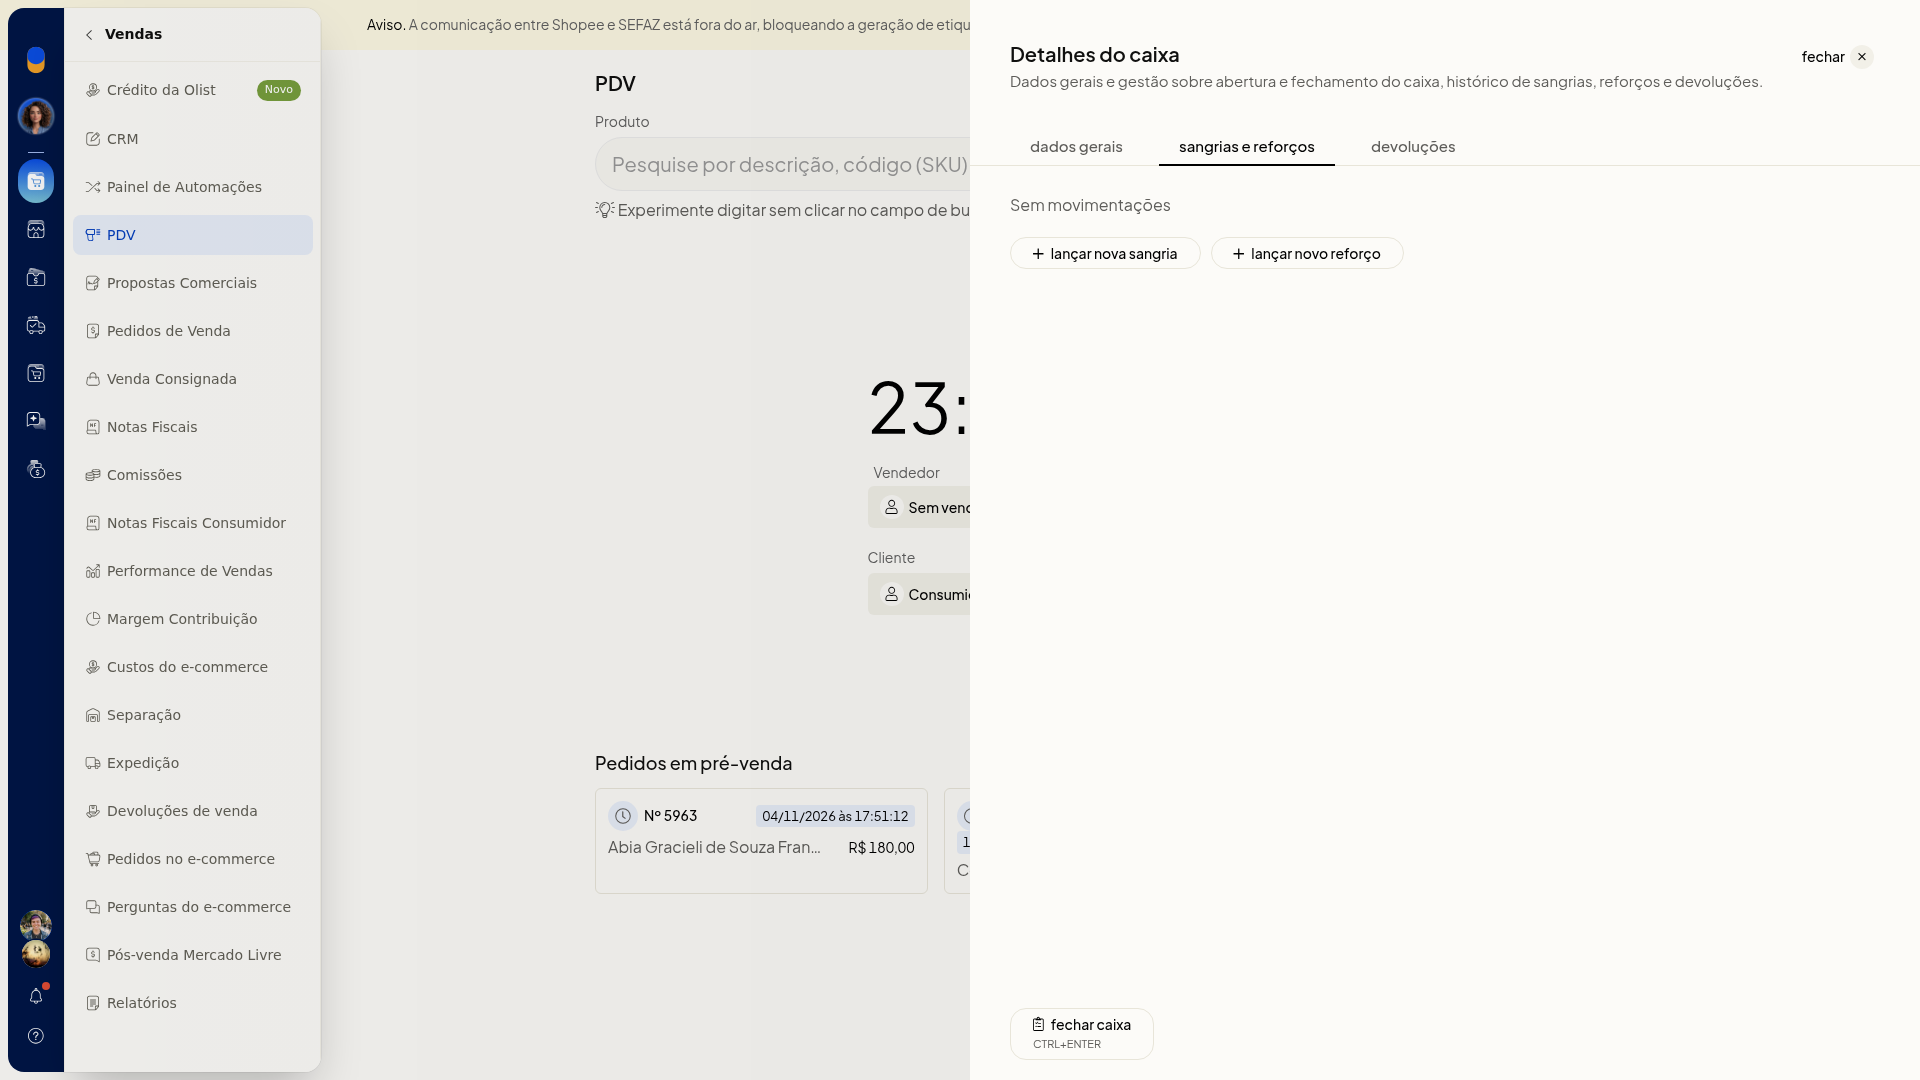 Vendas
Crédito da Olist
Novo
CRM
Painel de Automações
PDV
Propostas Comerciais
Pedidos de Venda
Venda Consignada
Notas Fiscais
Comissões
Notas Fiscais Consumidor
Performance de Vendas
Margem Contribuição
Custos do e-commerce
Separação
Expedição
Devoluções de venda
Pedidos no e-commerce
Perguntas do e-commerce
Pós-venda Mercado Livre
Relatórios
Aviso. A comunicação entre Shopee e SEFAZ está fora do ar, bloqueando a geração de etiqu
PDV
Produto
Pesquise por descrição, código (SKU)
Experimente digitar sem clicar no campo de bu
23:
Vendedor
Sem venc
Cliente
Consumi
Pedidos em pré-venda
Nº 5963
04/11/2026 às 17:51:12
Abia Gracieli de Souza Fran...
R$ 180,00
1
C
Detalhes do caixa
fechar
Dados gerais e gestão sobre abertura e fechamento do caixa, histórico de sangrias, reforços e devoluções.
dados gerais
sangrias e reforços
devoluções
Sem movimentações
+ lançar nova sangria
+ lançar novo reforço
fechar caixa
CTRL+ENTER